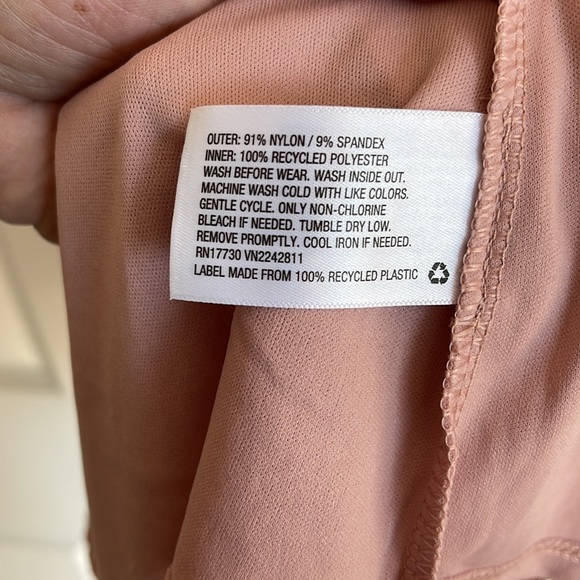 OUTER: 91% NYLON / 9% SPANDEX
INNER: 100% RECYCLED POLYESTER
WASH BEFORE WEAR. WASH INSIDE OUT.
MACHINE WASH COLD WITH LIKE COLORS.
GENTLE CYCLE. ONLY NON-CHLORINE
BLEACH IF NEEDED. TUMBLE DRY LOW.
REMOVE PROMPTLY. COOL IRON IF NEEDED.
RN17730 VN2242811
LABEL MADE FROM 100% RECYCLED PLASTIC